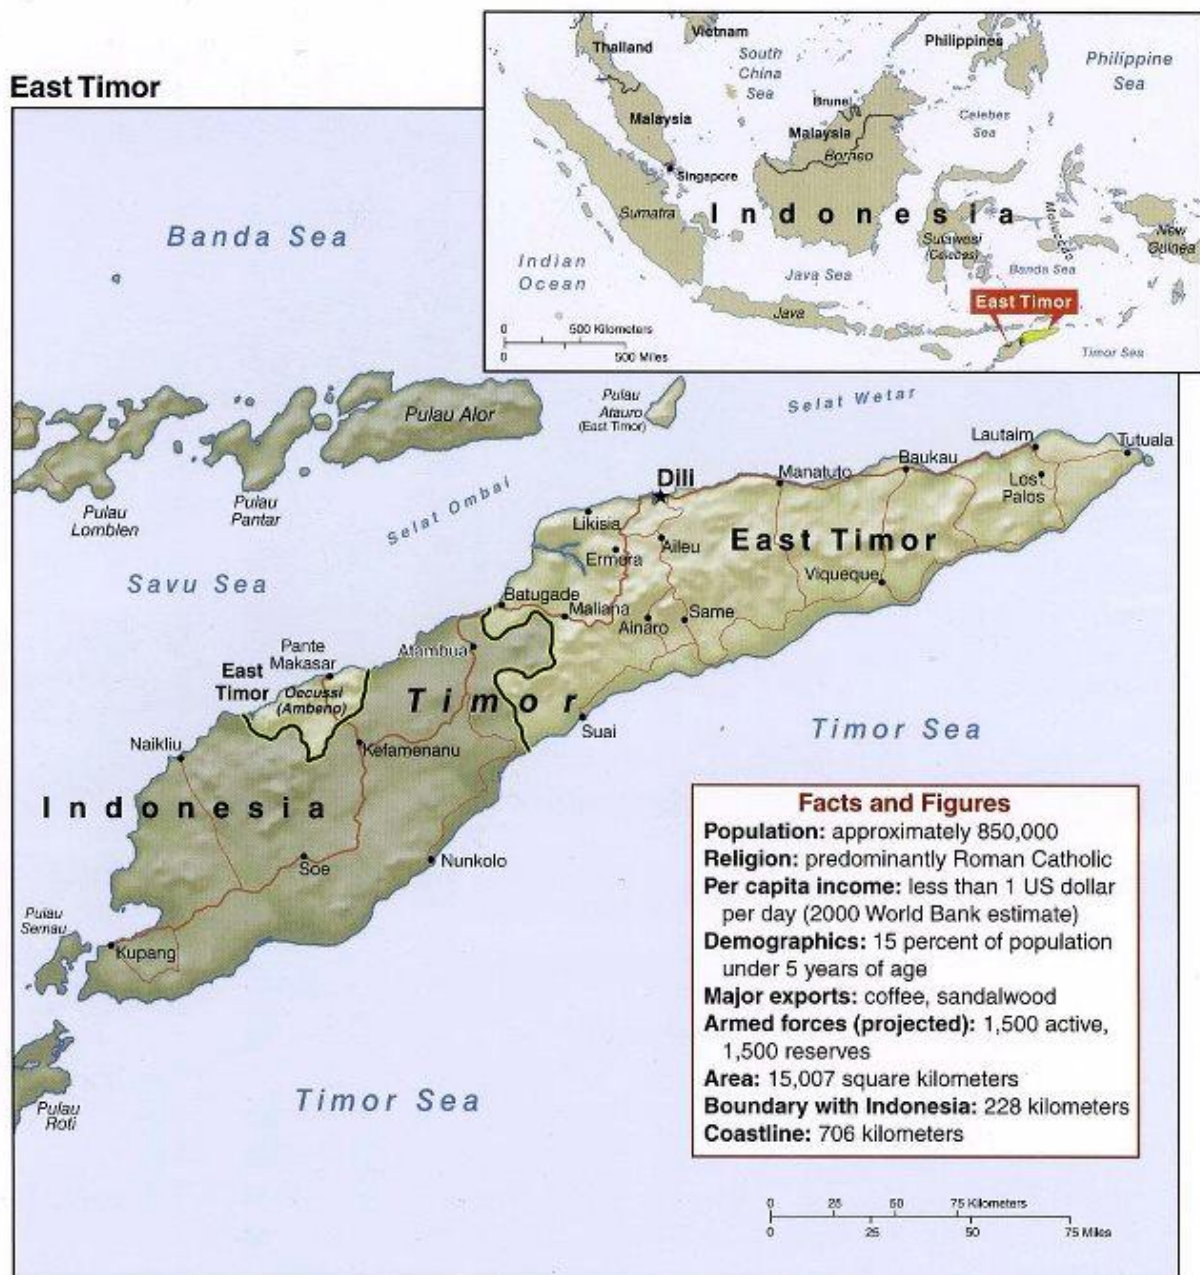 East Timor
Thailand
Vietnam
South
China
Sea
Philippines
Philippine
Sea
Malaysia
Brunei
Malaysia
Borneo
Celebes
Sea
Singapore
Sumatra
Indonesia
Sulawesi
(Celebes)
Moluccas
New
Guinea
Indian
Ocean
Java Sea
Banda Sea
Java
East Timor
Timor Sea
0 500 Kilometers
0 500 Miles
Banda Sea
Pulau Alor
Pulau
Atauro
(East Timor)
Selat Wetar
Pulau
Lomblen
Pulau
Pantar
Selat Ombai
Savu Sea
Lautaim
Tutuala
Baukau
Manatuto
Dili
Los
Palos
Likisia
East Timor
Ermera
Aileu
Viqueque
Batugade
Maliana
Ainaro
Same
Atambua
Pante
Makasar
East
Timor
Oecussi
(Ambeno)
Timor
Suai
Timor Sea
Naikliu
Kefamenanu
Indonesia
Soe
Nunkolo
Pulau
Semau
Kupang
Timor Sea
Pulau
Roti
Facts and Figures
Population: approximately 850,000
Religion: predominantly Roman Catholic
Per capita income: less than 1 US dollar
per day (2000 World Bank estimate)
Demographics: 15 percent of population
under 5 years of age
Major exports: coffee, sandalwood
Armed forces (projected): 1,500 active,
1,500 reserves
Area: 15,007 square kilometers
Boundary with Indonesia: 228 kilometers
Coastline: 706 kilometers
0 25 50 75 Kilometers
0 25 50 75 Miles